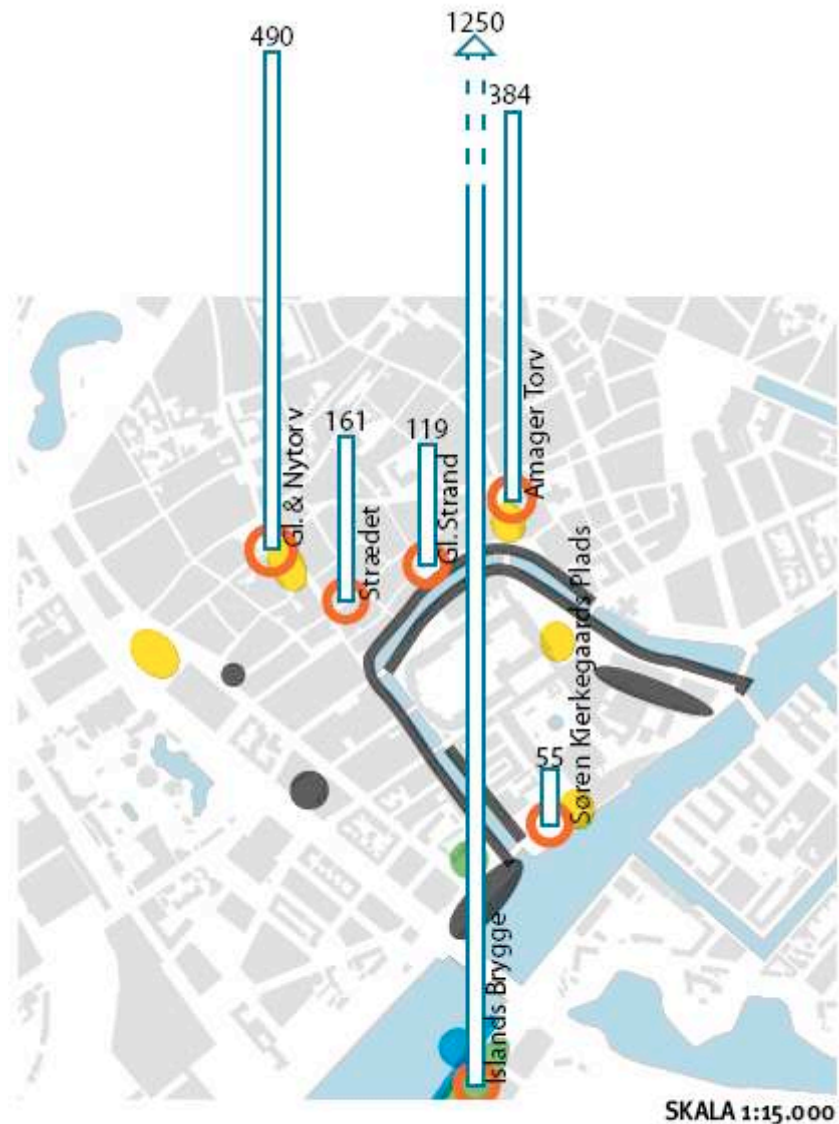 490
1250
384
161
119
Gl. & Nytorv
Strædet
Gl. Strand
Amager Torv
55
Søren Kierkegaards Plads
Islands Brygge
SKALA 1:15.000